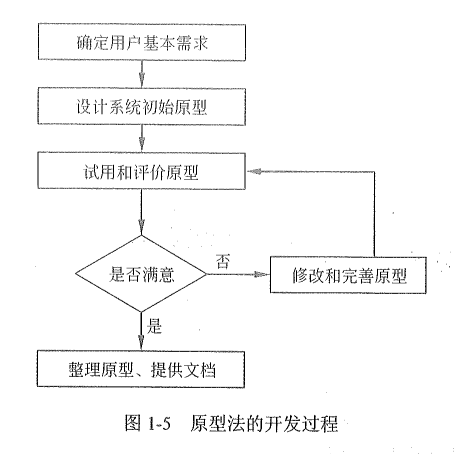 确定用户基本需求
设计系统初始原型
试用和评价原型
是否满意
否
修改和完善原型
是
整理原型、提供文档
图 1-5 原型法的开发过程